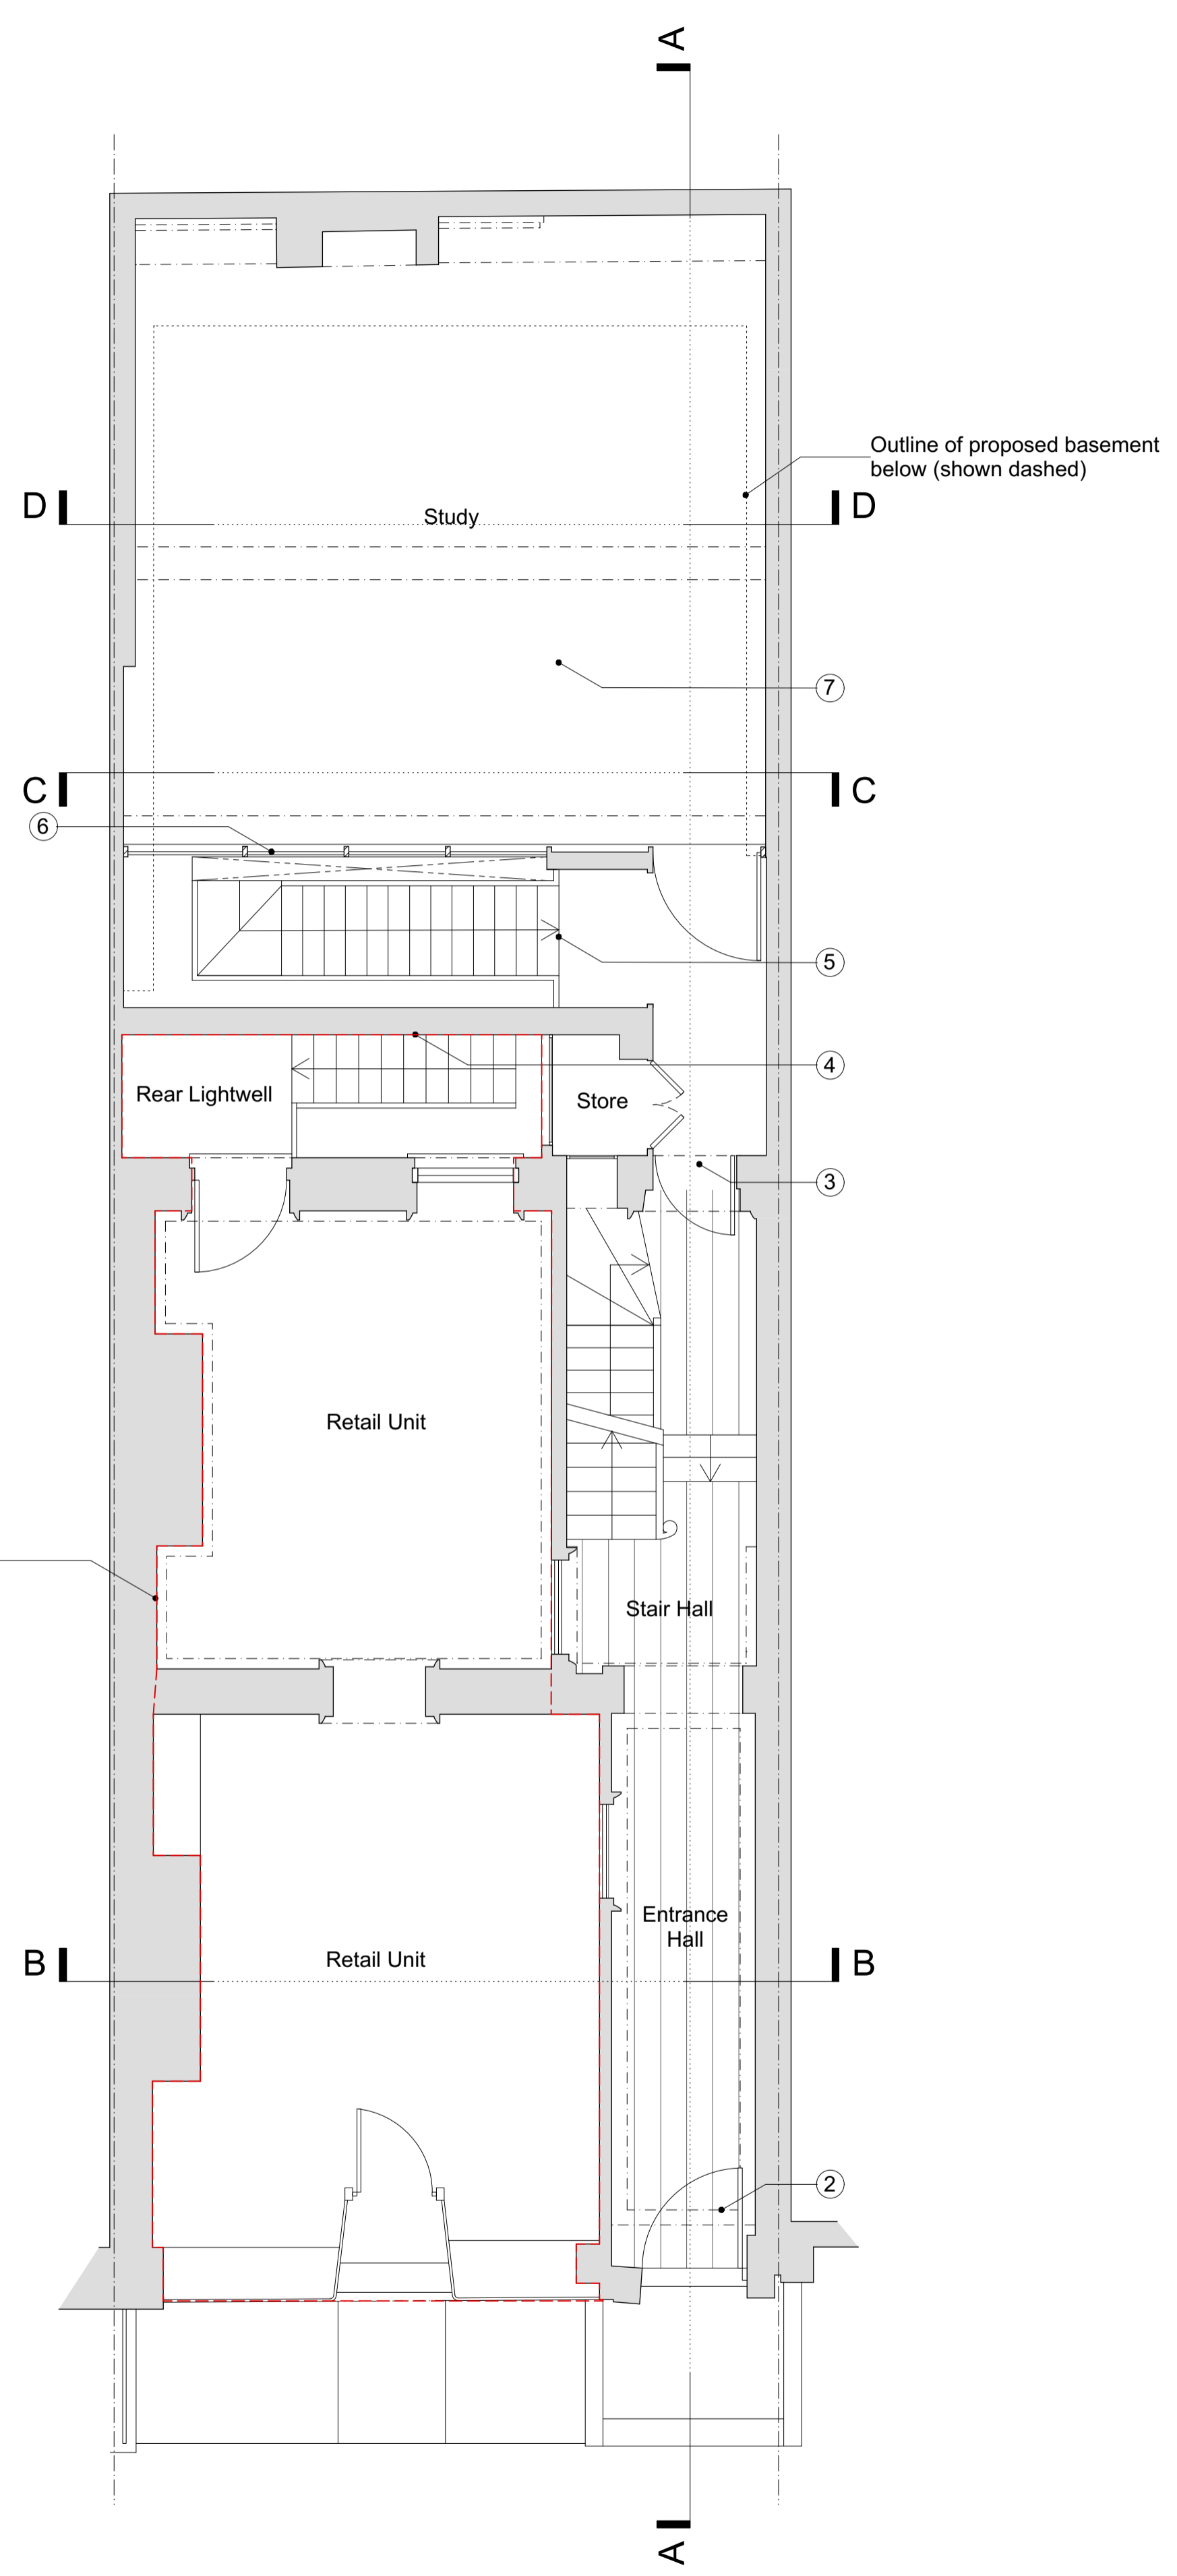 A
Outline of proposed basement
below (shown dashed)
D
Study
D
7
C
C
6
5
4
Rear Lightwell
Store
3
Retail Unit
Stair Hall
Entrance
Hall
B
Retail Unit
B
2
A